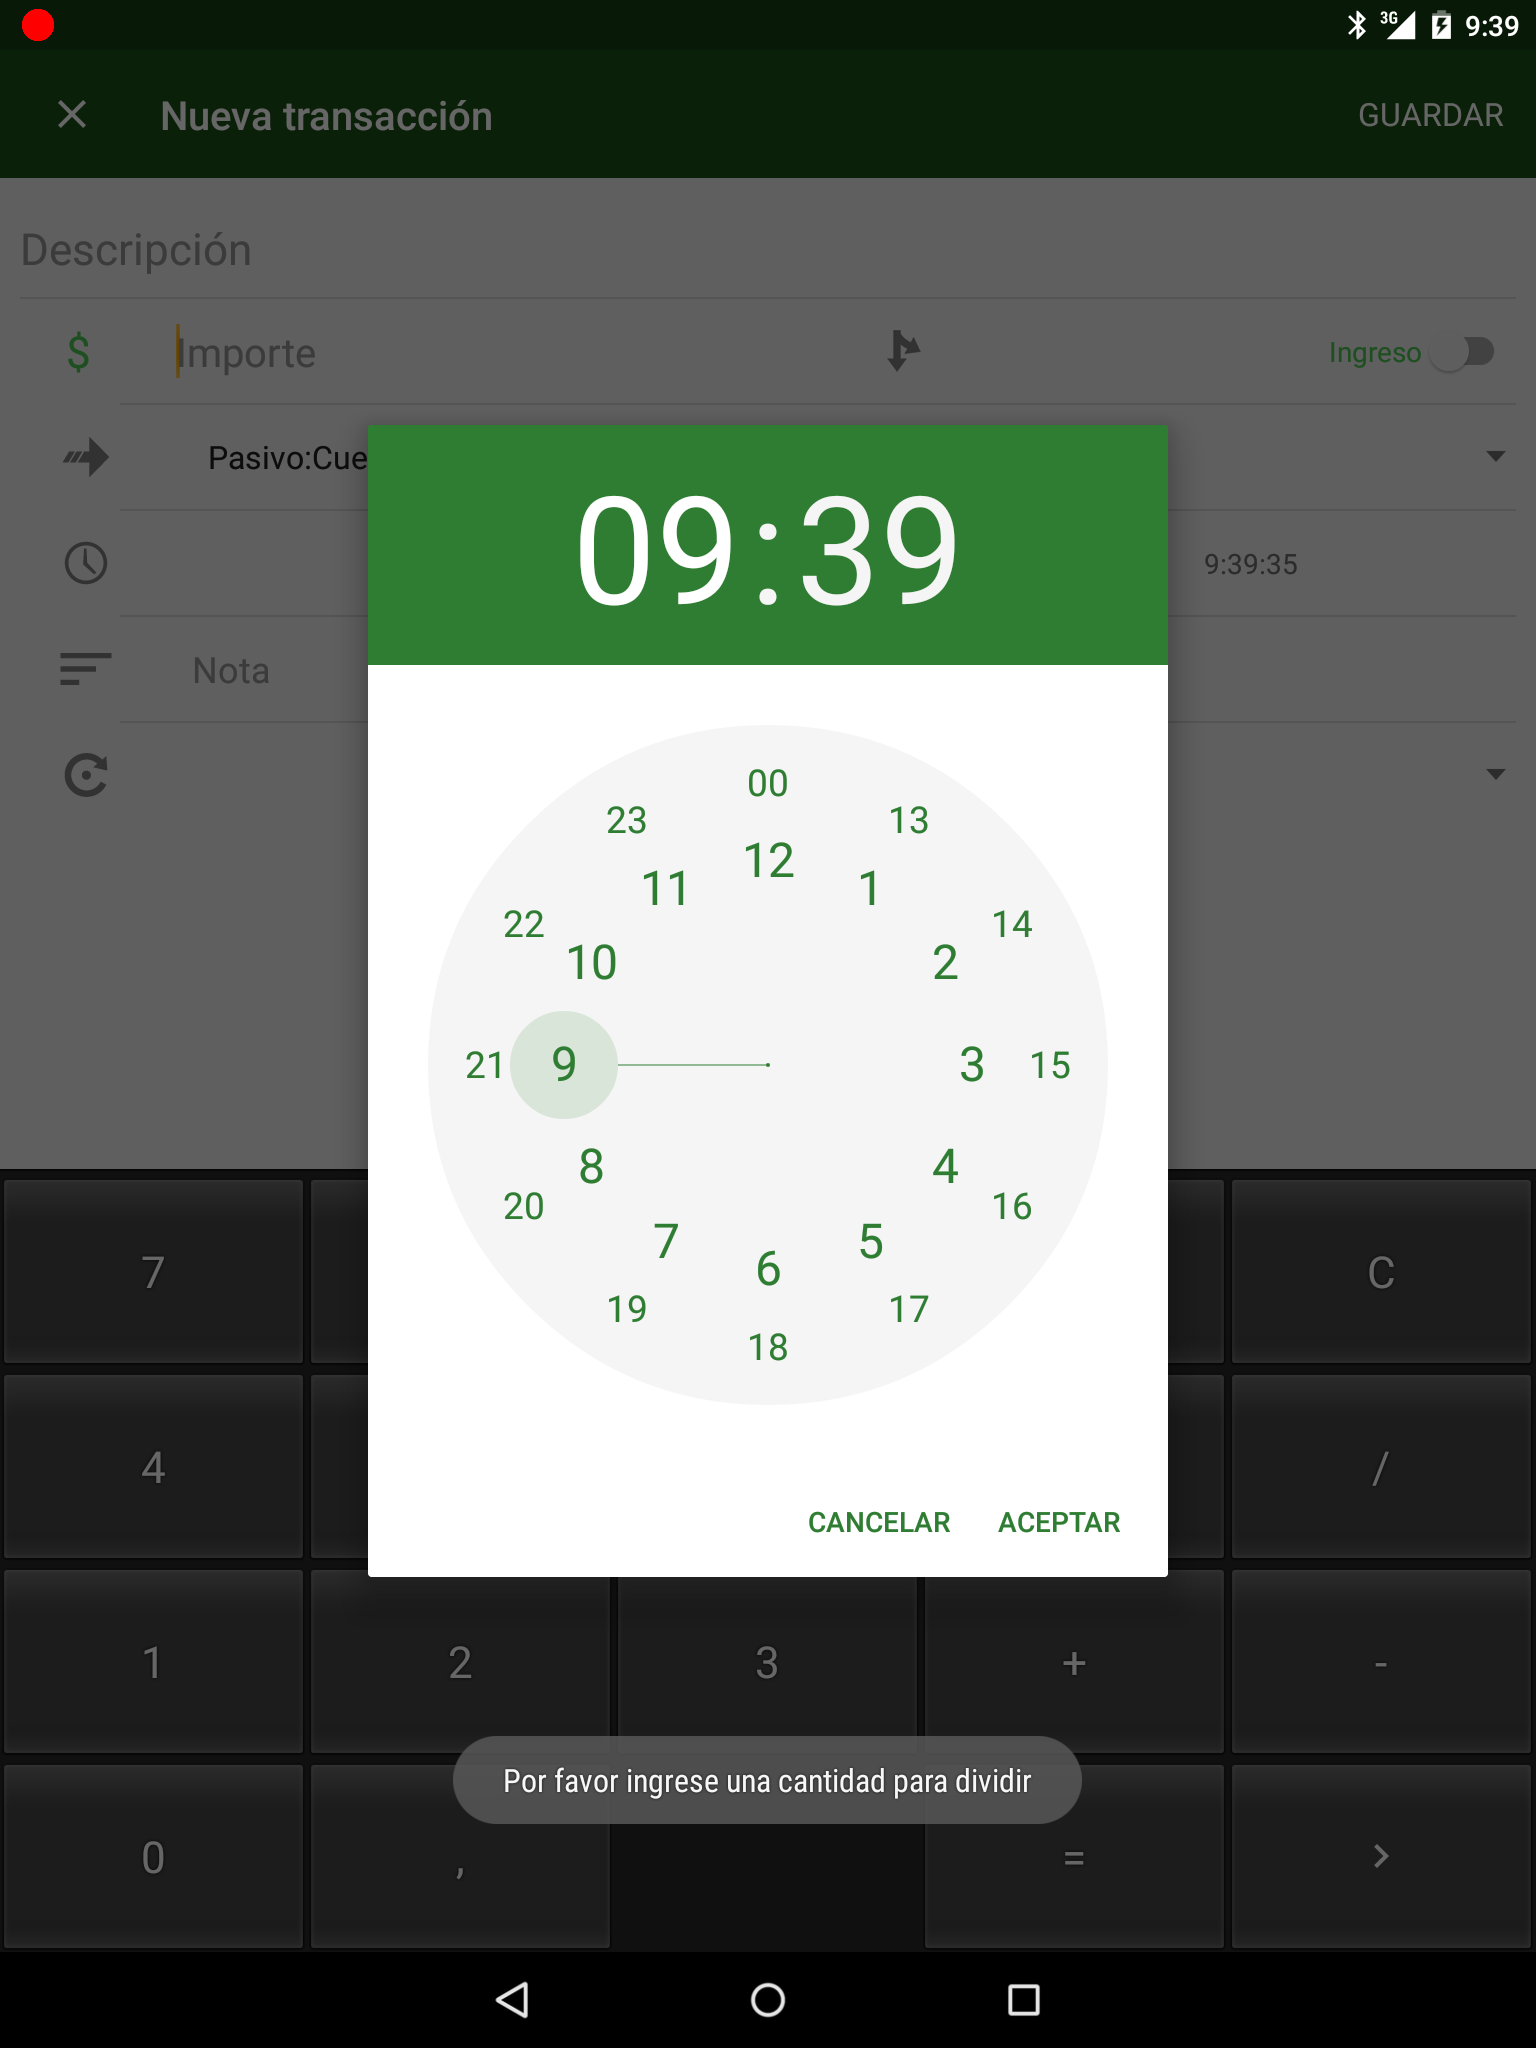 3G 9:39
Nueva transacción GUARDAR
Descripción
$ Importe Ingreso
Pasivo:Cue
09:39
9:39:35
Nota
00
23 13
12
11 1
22 14
10 2
21 9 3 15
8 4
20 16
7 5
6
19 17
18
7 C
4 /
CANCELAR ACEPTAR
1 2 3 + -
Por favor ingrese una cantidad para dividir
0 , =